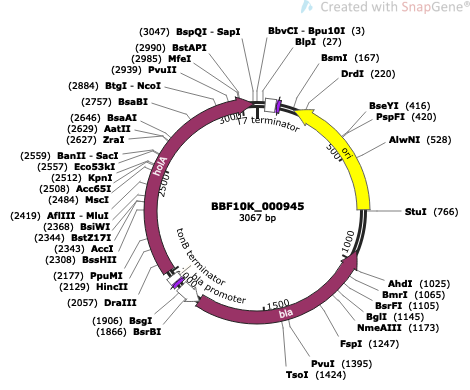 Created with SnapGene®
(3047) BspQI - SapI
(2990) BstAPI
(2985) MfeI
(2939) PvuII
(2884) BtgI - NcoI
(2757) BsaBI
(2646) BsaAI
(2629) AatII
(2627) ZraI
(2559) BanII - SacI
(2557) Eco53kI
(2512) KpnI
(2508) Acc65I
(2484) MscI
(2419) AflIII - MluI
(2368) BsiWI
(2344) BstZ17I
(2343) AccI
(2308) BssHII
(2177) PpuMI
(2129) HincII
(2057) DraIII
(1906) BsgI
(1866) BsrBI
BbvCI - Bpu10I (3)
BlpI (27)
BsmI (167)
DrdI (220)
BseYI (416)
PspFI (420)
AlwNI (528)
StuI (766)
AhdI (1025)
BmrI (1065)
BsrFI (1105)
BglI (1145)
NmeAIII (1173)
FspI (1247)
PvuI (1395)
TsoI (1424)
T7 terminator
ori
bla
bla promoter
tonB terminator
holA
500
1000
1500
2500
3000
BBF10K_000945
3067 bp